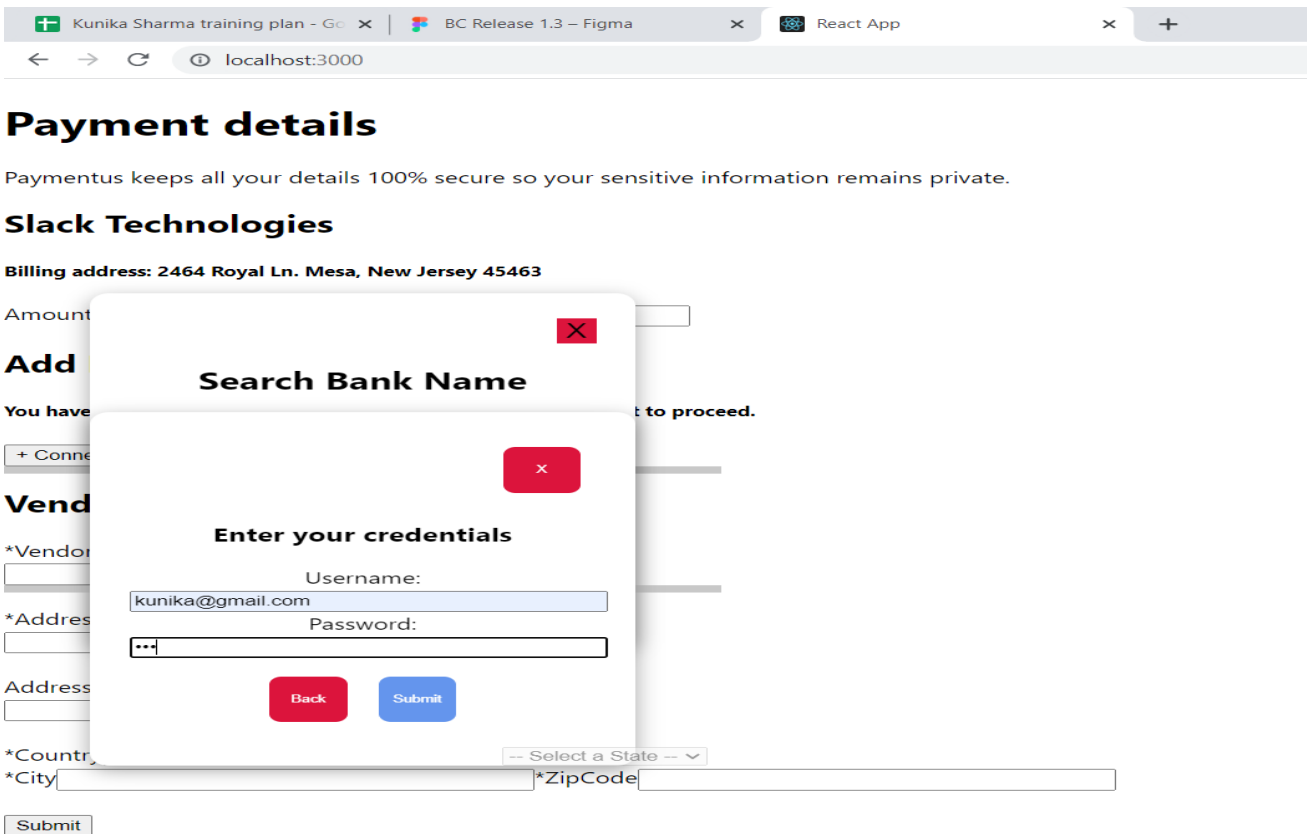 Kunika Sharma training plan - Go
BC Release 1.3 – Figma
React App
localhost:3000
Payment details
Paymentus keeps all your details 100% secure so your sensitive information remains private.
Slack Technologies
Billing address: 2464 Royal Ln. Mesa, New Jersey 45463
Amount
X
Add
Search Bank Name
You have
t to proceed.
+ Conne
x
Vend
Enter your credentials
*Vendor
Username:
kunika@gmail.com
*Addres
Password:
•••
Address
Back
Submit
*Country
-- Select a State --
*City
*ZipCode
Submit